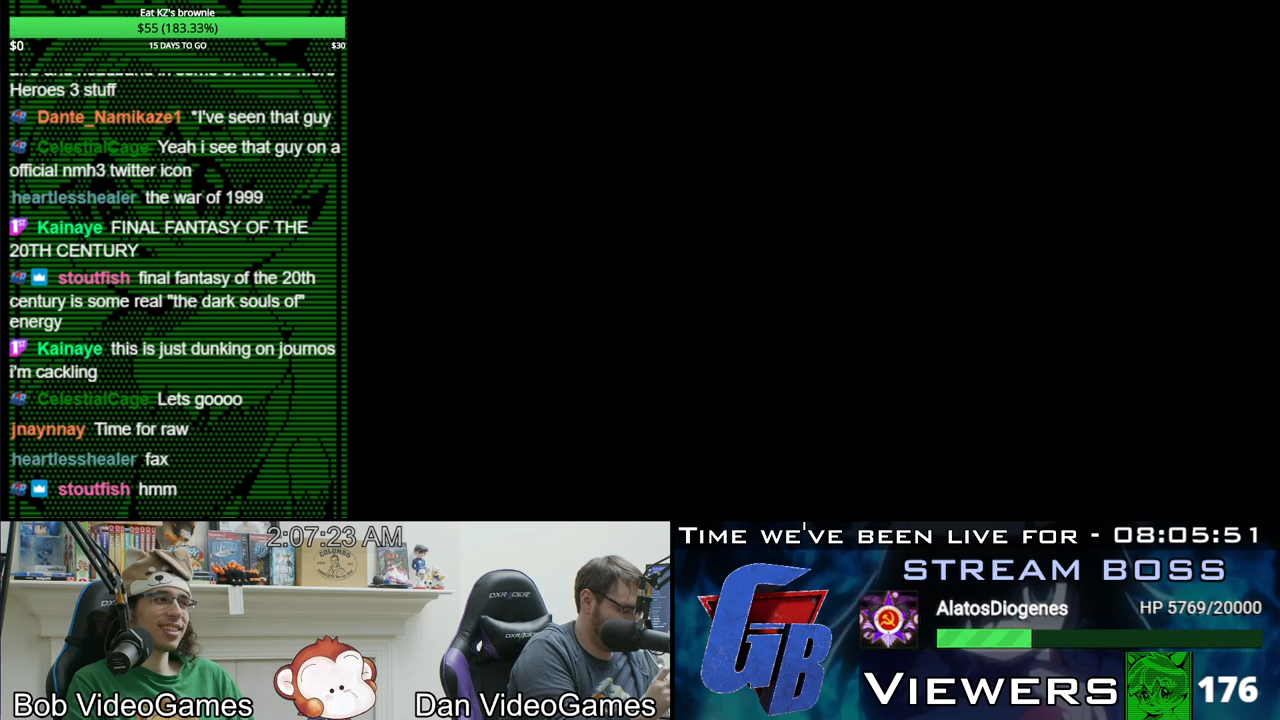 Eat KZ's brownie
$55 (183.33%)
$0 15 DAYS TO GO $30
Heroes 3 stuff
Dante_Namikaze1 *I've seen that guy
CelestialCage Yeah i see that guy on a
official nmh3 twitter icon
heartlesshealer the war of 1999
1ST Kainaye FINAL FANTASY OF THE
20TH CENTURY
stoutfish final fantasy of the 20th
century is some real "the dark souls of"
energy
1ST Kainaye this is just dunking on journos
i'm cackling
CelestialCage Lets goooo
jnaynnay Time for raw
heartlesshealer fax
stoutfish hmm
2:07:23 AM
COLUMBO
DXRACER
DXRACER
Bob VideoGames
Dan VideoGames
TIME WE'VE BEEN LIVE FOR - 08:05:51
STREAM BOSS
GB
AlatosDiogenes HP 5769/20000
VIEWERS 176